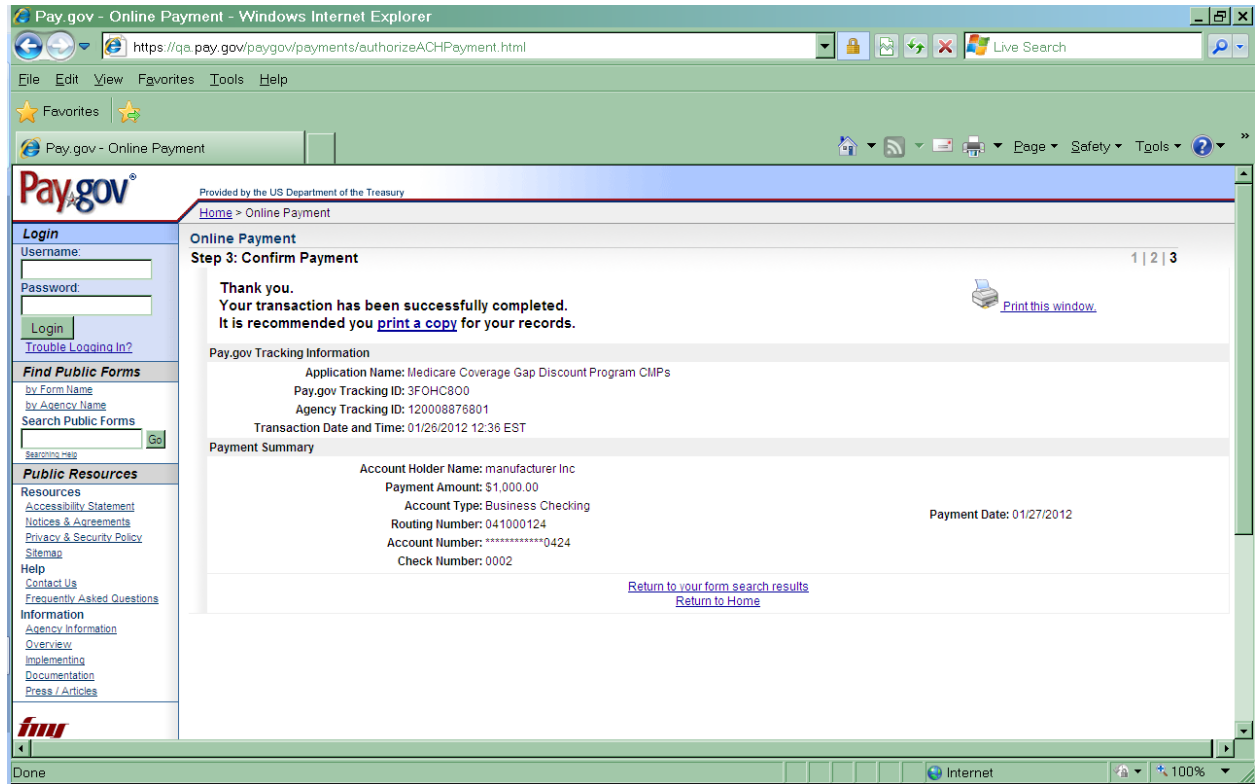 Pay.gov - Online Payment - Windows Internet Explorer
https://qa.pay.gov/paygov/payments/authorizeACHPayment.html
Live Search
File Edit View Favorites Tools Help
Favorites
Pay.gov - Online Payment
Page Safety Tools
Pay.gov®
Provided by the US Department of the Treasury
Home > Online Payment
Login
Username:
Password:
Login
Trouble Logging In?
Find Public Forms
by Form Name
by Agency Name
Search Public Forms
Go
Searching Help
Public Resources
Resources
Accessibility Statement
Notices & Agreements
Privacy & Security Policy
Sitemap
Help
Contact Us
Frequently Asked Questions
Information
Agency Information
Overview
Implementing
Documentation
Press / Articles
fmy
Online Payment
Step 3: Confirm Payment 1 | 2 | 3
Thank you.
Your transaction has been successfully completed.
It is recommended you print a copy for your records.
Print this window.
Pay.gov Tracking Information
Application Name: Medicare Coverage Gap Discount Program CMPs
Pay.gov Tracking ID: 3FOHC8O0
Agency Tracking ID: 120008876801
Transaction Date and Time: 01/26/2012 12:36 EST
Payment Summary
Account Holder Name: manufacturer Inc
Payment Amount: $1,000.00
Account Type: Business Checking
Routing Number: 041000124
Account Number: ************0424
Check Number: 0002
Payment Date: 01/27/2012
Return to your form search results
Return to Home
Done
Internet
100%